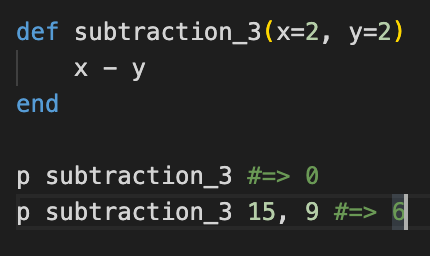 def subtraction_3(x=2, y=2)
    x - y
end

p subtraction_3 #=> 0
p subtraction_3 15, 9 #=> 6